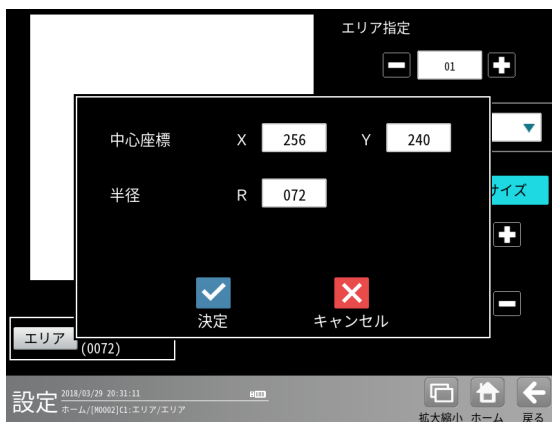 エリア指定
01
中心座標 X 256 Y 240
半径 R 072
サイズ
決定 キャンセル
エリア
(0072)
設定 2018/03/29 20:31:11
ホーム/[M0002]C1:エリア/エリア
拡大縮小 ホーム 戻る